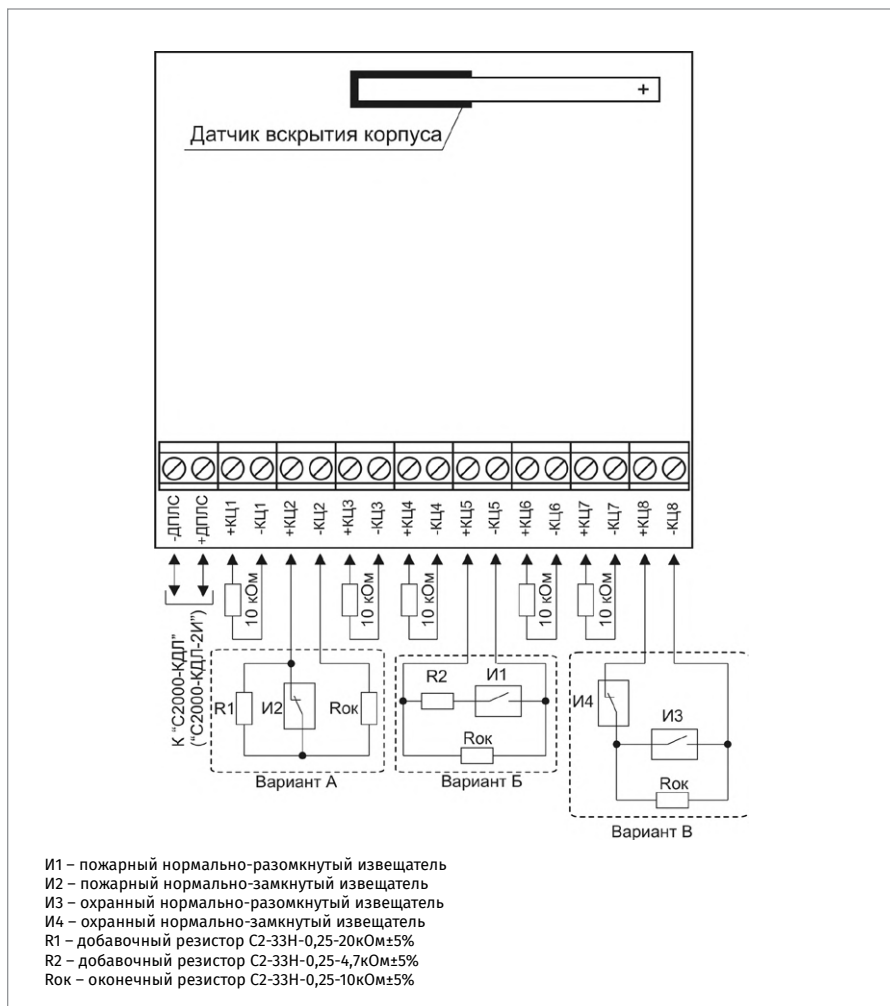 +
Датчик вскрытия корпуса
-ДПЛС
+ДПЛС
+КЦ1
-КЦ1
+КЦ2
-КЦ2
+КЦ3
-КЦ3
+КЦ4
-КЦ4
+КЦ5
-КЦ5
+КЦ6
-КЦ6
+КЦ7
-КЦ7
+КЦ8
-КЦ8
К "С2000-КДЛ"
("С2000-КДЛ-2И")
10 кОм
10 кОм
10 кОм
10 кОм
10 кОм
R1
И2
Rок
Вариант А
R2
И1
Rок
Вариант Б
И4
И3
Rок
Вариант В
И1 – пожарный нормально-разомкнутый извещатель
И2 – пожарный нормально-замкнутый извещатель
И3 – охранный нормально-разомкнутый извещатель
И4 – охранный нормально-замкнутый извещатель
R1 – добавочный резистор С2-33Н-0,25-20кОм±5%
R2 – добавочный резистор С2-33Н-0,25-4,7кОм±5%
Rок – оконечный резистор С2-33Н-0,25-10кОм±5%